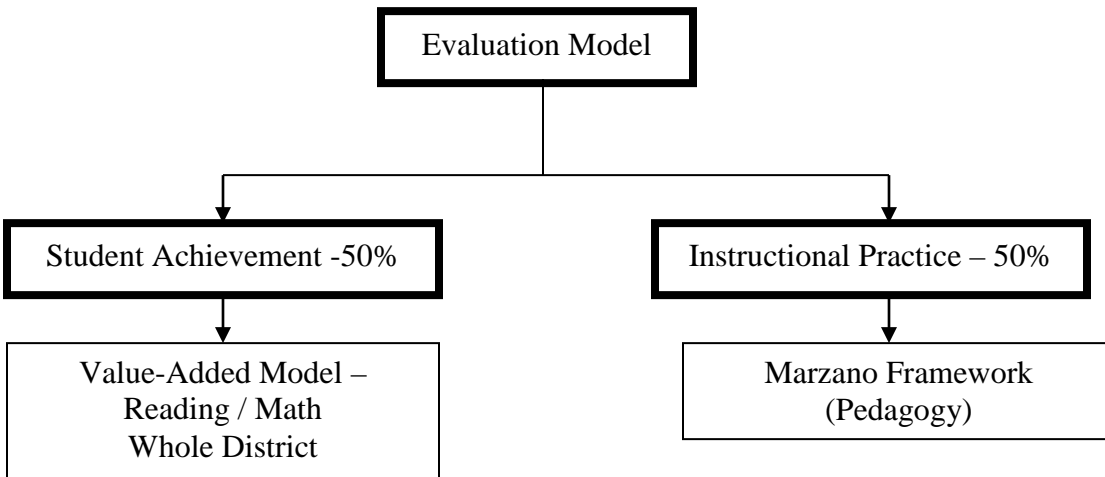 Evaluation Model
Student Achievement -50%
Instructional Practice – 50%
Value-Added Model –
Reading / Math
Whole District
Marzano Framework
(Pedagogy)